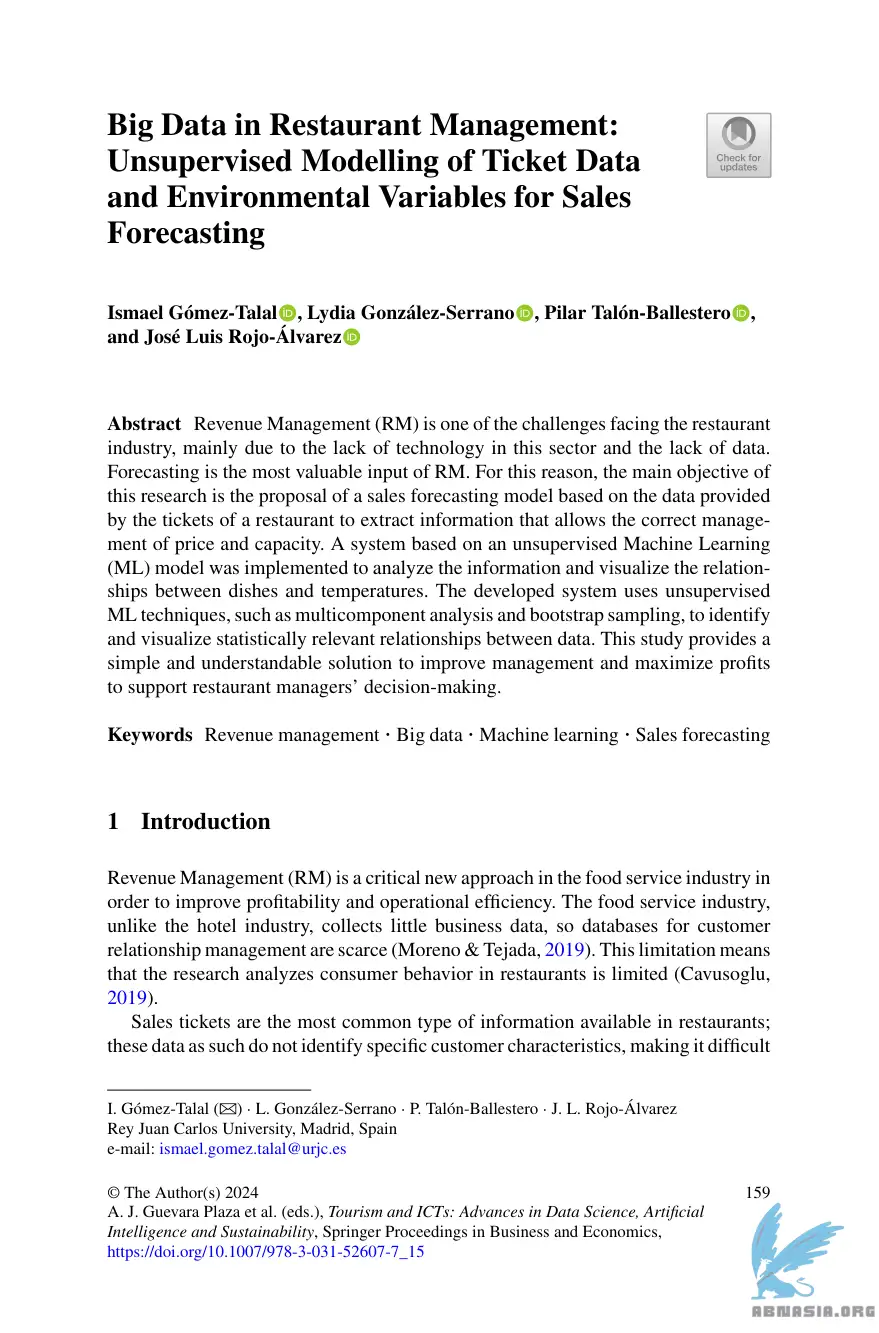 Big Data in Restaurant Management:
Unsupervised Modelling of Ticket Data
and Environmental Variables for Sales
Forecasting
Check for
updates
Ismael Gómez-Talal, Lydia González-Serrano, Pilar Talón-Ballestero,
and José Luis Rojo-Álvarez
Abstract Revenue Management (RM) is one of the challenges facing the restaurant
industry, mainly due to the lack of technology in this sector and the lack of data.
Forecasting is the most valuable input of RM. For this reason, the main objective of
this research is the proposal of a sales forecasting model based on the data provided
by the tickets of a restaurant to extract information that allows the correct manage-
ment of price and capacity. A system based on an unsupervised Machine Learning
(ML) model was implemented to analyze the information and visualize the relation-
ships between dishes and temperatures. The developed system uses unsupervised
ML techniques, such as multicomponent analysis and bootstrap sampling, to identify
and visualize statistically relevant relationships between data. This study provides a
simple and understandable solution to improve management and maximize profits
to support restaurant managers' decision-making.
Keywords Revenue management · Big data · Machine learning · Sales forecasting
1 Introduction
Revenue Management (RM) is a critical new approach in the food service industry in
order to improve profitability and operational efficiency. The food service industry,
unlike the hotel industry, collects little business data, so databases for customer
relationship management are scarce (Moreno & Tejada, 2019). This limitation means
that the research analyzes consumer behavior in restaurants is limited (Cavusoglu,
2019).
Sales tickets are the most common type of information available in restaurants;
these data as such do not identify specific customer characteristics, making it difficult
I. Gómez-Talal (✉) · L. González-Serrano · P. Talón-Ballestero · J. L. Rojo-Álvarez
Rey Juan Carlos University, Madrid, Spain
e-mail: ismael.gomez.talal@urjc.es
© The Author(s) 2024 159
A. J. Guevara Plaza et al. (eds.), Tourism and ICTs: Advances in Data Science, Artificial
Intelligence and Sustainability, Springer Proceedings in Business and Economics,
https://doi.org/10.1007/978-3-031-52607-7_15
ABNASIA.ORG